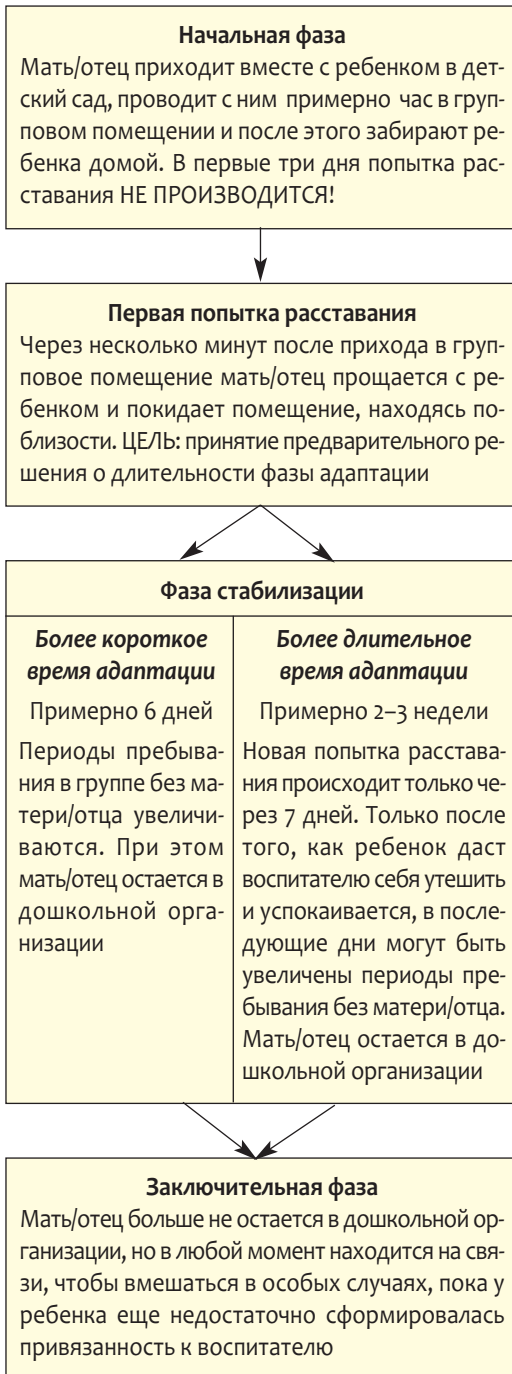 Начальная фаза
Мать/отец приходит вместе с ребенком в дет-
ский сад, проводит с ним примерно час в груп-
повом помещении и после этого забирают ре-
бенка домой. В первые три дня попытка рас-
ставания НЕ ПРОИЗВОДИТСЯ!
Первая попытка расставания
Через несколько минут после прихода в груп-
повое помещение мать/отец прощается с ре-
бенком и покидает помещение, находясь по-
близости. ЦЕЛЬ: принятие предварительного ре-
шения о длительности фазы адаптации
Фаза стабилизации
Более короткое
время адаптации
Примерно 6 дней
Периоды пребыва-
ния в группе без ма-
тери/отца увеличи-
ваются. При этом
мать/отец остается в
дошкольной орга-
низации
Более длительное
время адаптации
Примерно 2–3 недели
Новая попытка расстава-
ния происходит только че-
рез 7 дней. Только после
того, как ребенок даст
воспитателю себя утешить
и успокаивается, в после-
дующие дни могут быть
увеличены периоды пре-
бывания без матери/отца.
Мать/отец остается в до-
школьной организации
Заключительная фаза
Мать/отец больше не остается в дошкольной ор-
ганизации, но в любой момент находится на свя-
зи, чтобы вмешаться в особых случаях, пока у
ребенка еще недостаточно сформировалась
привязанность к воспитателю